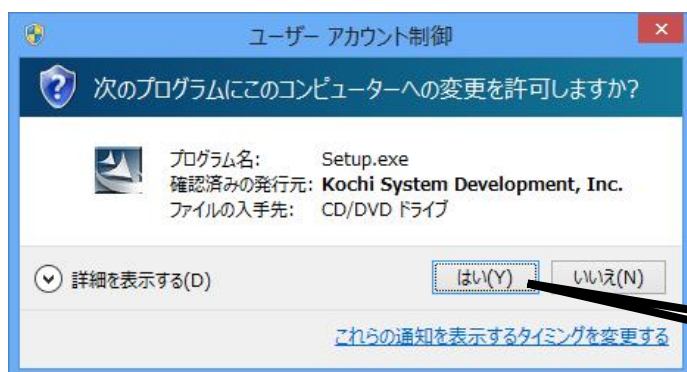 ユーザー アカウント制御
次のプログラムにこのコンピューターへの変更を許可しますか?
プログラム名: Setup.exe
確認済みの発行元: Kochi System Development, Inc.
ファイルの入手先: CD/DVD ドライブ
詳細を表示する(D) はい(Y) いいえ(N)
これらの通知を表示するタイミングを変更する